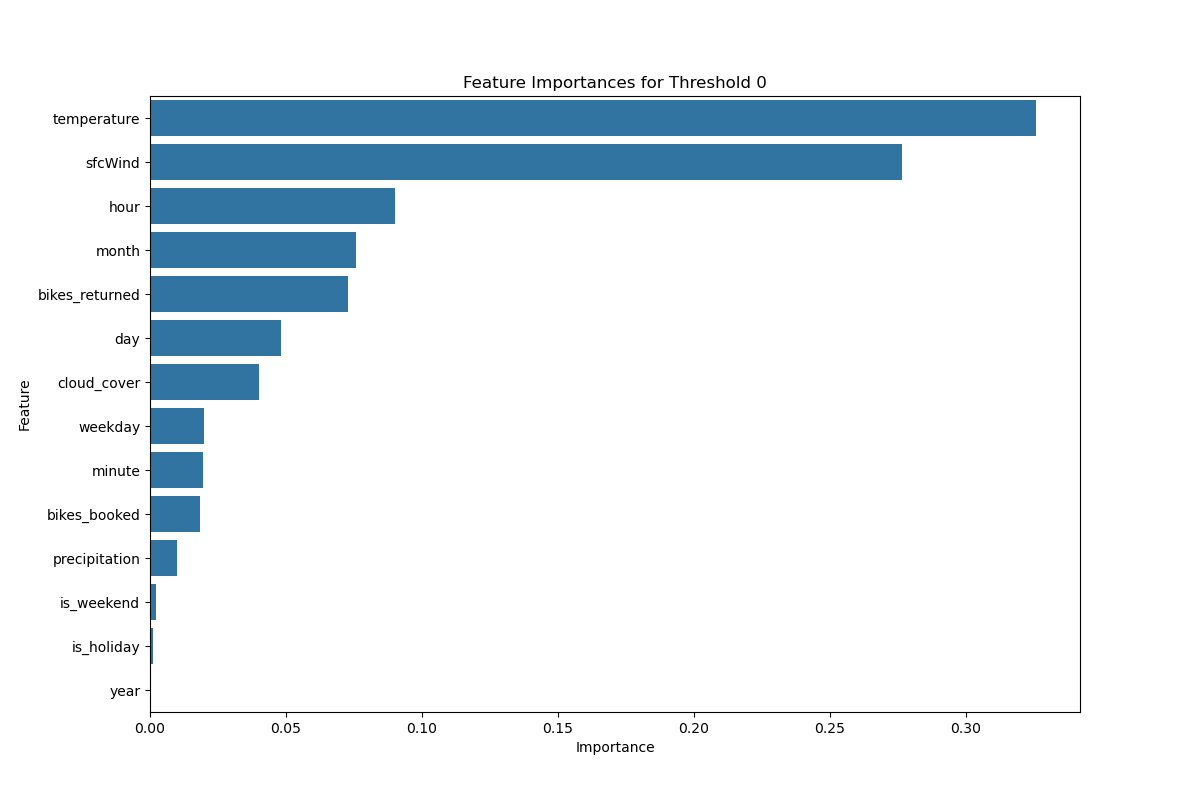 Feature Importances for Threshold 0
temperature
sfcWind
hour
month
bikes_returned
day
cloud_cover
weekday
minute
bikes_booked
precipitation
is_weekend
is_holiday
year
Feature
0.00 0.05 0.10 0.15 0.20 0.25 0.30
Importance